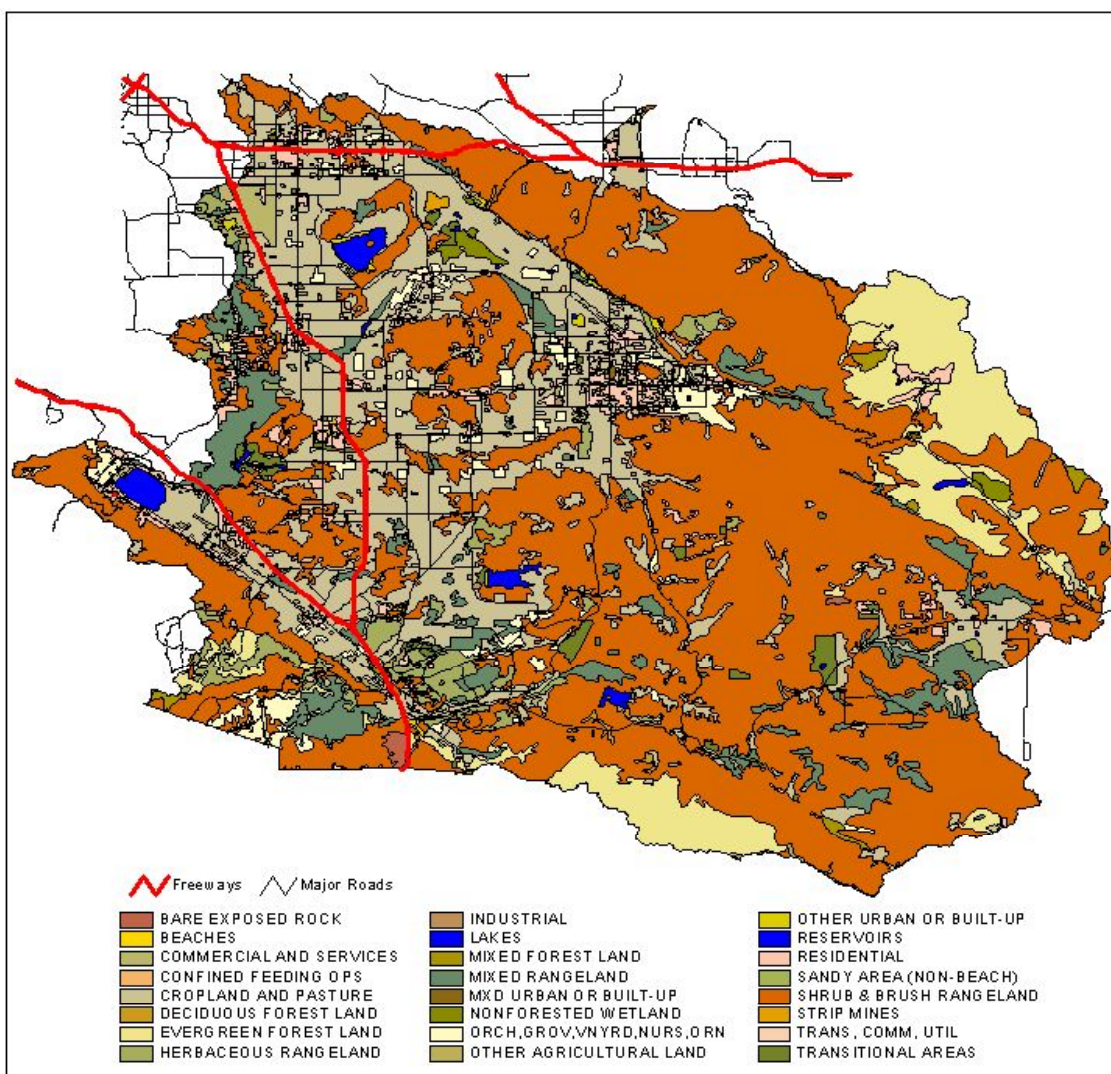 Freeways
Major Roads
BARE EXPOSED ROCK
BEACHES
COMMERCIAL AND SERVICES
CONFINED FEEDING OPS
CROPLAND AND PASTURE
DECIDUOUS FOREST LAND
EVERGREEN FOREST LAND
HERBACEOUS RANGELAND
INDUSTRIAL
LAKES
MIXED FOREST LAND
MIXED RANGELAND
MXD URBAN OR BUILT-UP
NONFORESTED WETLAND
ORCH,GROV,VNYRD,NURS,ORN
OTHER AGRICULTURAL LAND
OTHER URBAN OR BUILT-UP
RESERVOIRS
RESIDENTIAL
SANDY AREA (NON-BEACH)
SHRUB & BRUSH RANGELAND
STRIP MINES
TRANS, COMM, UTIL
TRANSITIONAL AREAS